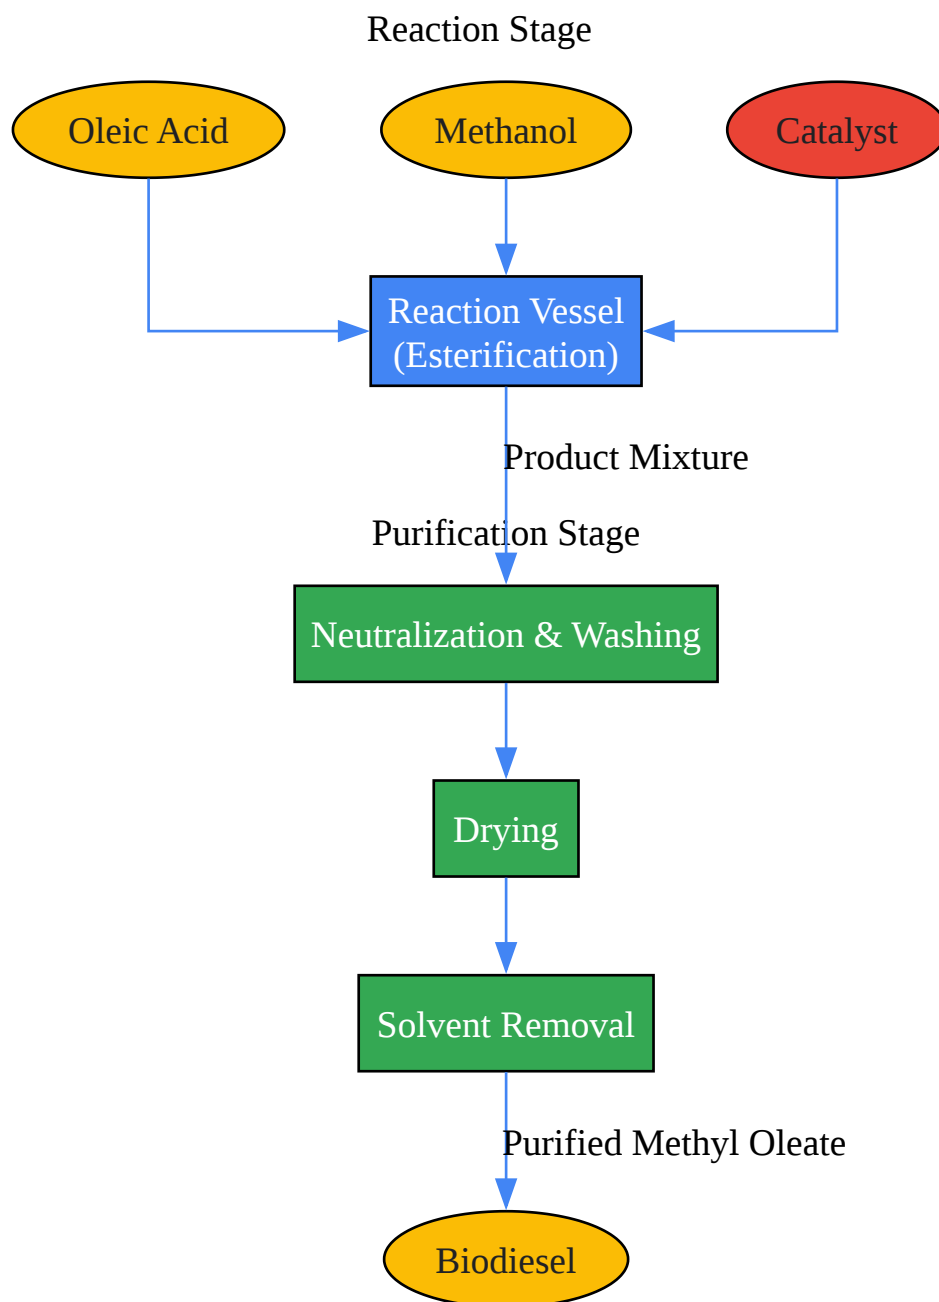 Reaction Stage
Oleic Acid
Methanol
Catalyst
Reaction Vessel
(Esterification)
Product Mixture
Purification Stage
Neutralization & Washing
Drying
Solvent Removal
Purified Methyl Oleate
Biodiesel